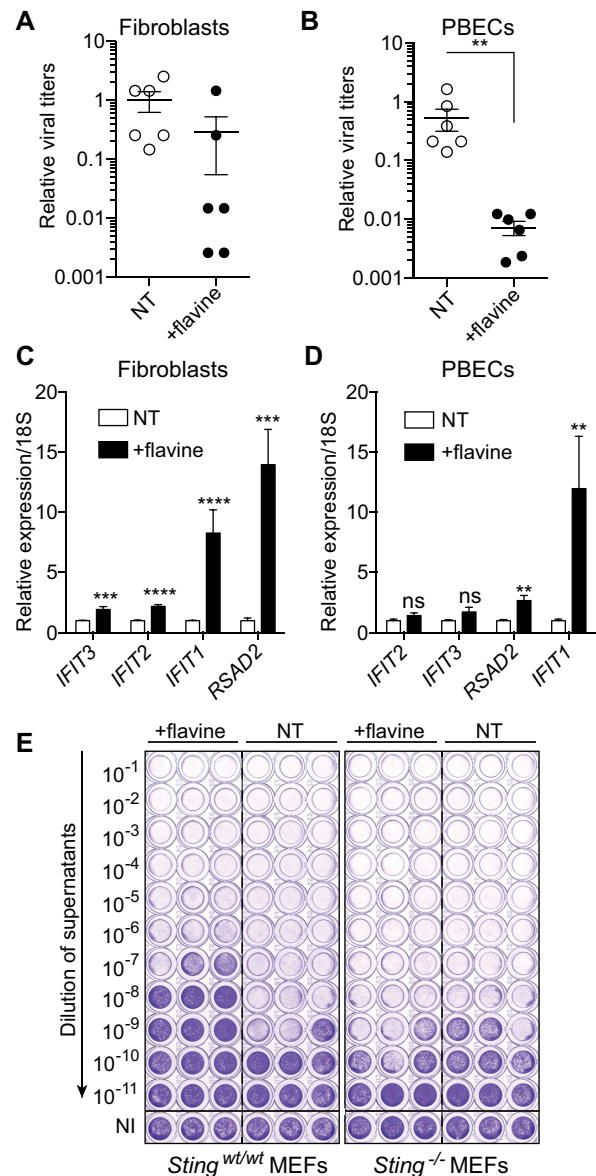 A
Fibroblasts
Relative viral titers
10
1
0.1
0.01
0.001
NT
+flavine
B
PBECs
**
Relative viral titers
10
1
0.1
0.01
0.001
NT
+flavine
C
Fibroblasts
Relative expression/18S
20
15
10
5
0
NT
+flavine
***
****
****
***
IFIT3
IFIT2
IFIT1
RSAD2
D
PBECs
Relative expression/18S
20
15
10
5
0
NT
+flavine
ns
ns
**
**
IFIT2
IFIT3
RSAD2
IFIT1
E
+flavine NT +flavine NT
Dilution of supernatants
10⁻¹
10⁻²
10⁻³
10⁻⁴
10⁻⁵
10⁻⁶
10⁻⁷
10⁻⁸
10⁻⁹
10⁻¹⁰
10⁻¹¹
NI
Sting wt/wt MEFs Sting -/- MEFs